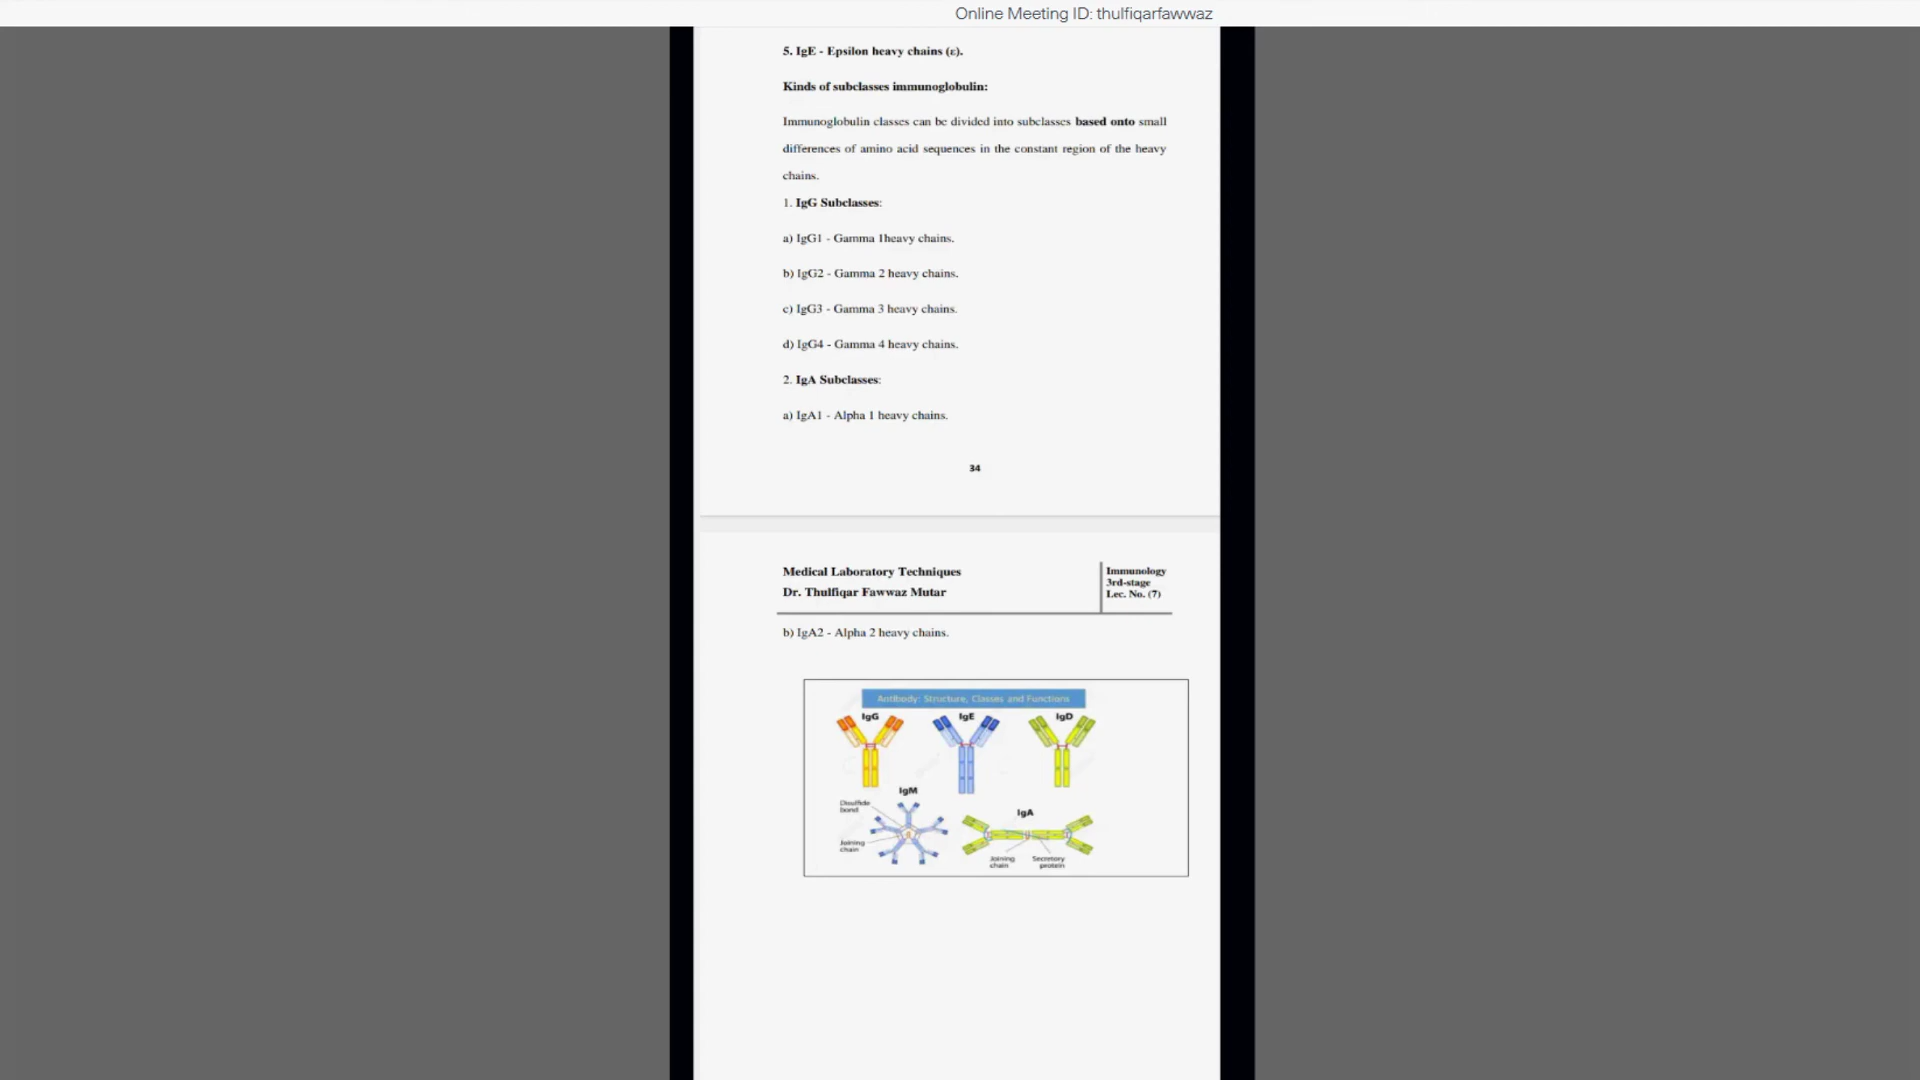 Online Meeting ID: thulfiqarfawwaz
5. IgE - Epsilon heavy chains (ε).
Kinds of subclasses immunoglobulin:
Immunoglobulin classes can be divided into subclasses based onto small
differences of amino acid sequences in the constant region of the heavy
chains.
1. IgG Subclasses:
a) IgG1 - Gamma 1heavy chains.
b) IgG2 - Gamma 2 heavy chains.
c) IgG3 - Gamma 3 heavy chains.
d) IgG4 - Gamma 4 heavy chains.
2. IgA Subclasses:
a) IgA1 - Alpha 1 heavy chains.
34
Medical Laboratory Techniques
Dr. Thulfiqar Fawwaz Mutar
Immunology
3rd-stage
Lec. No. (7)
b) IgA2 - Alpha 2 heavy chains.
Antibody: Structure, Classes and Functions
IgG
IgE
IgD
IgM
Disulfide
bond
Joining
chain
IgA
Joining
chain
Secretory
protein